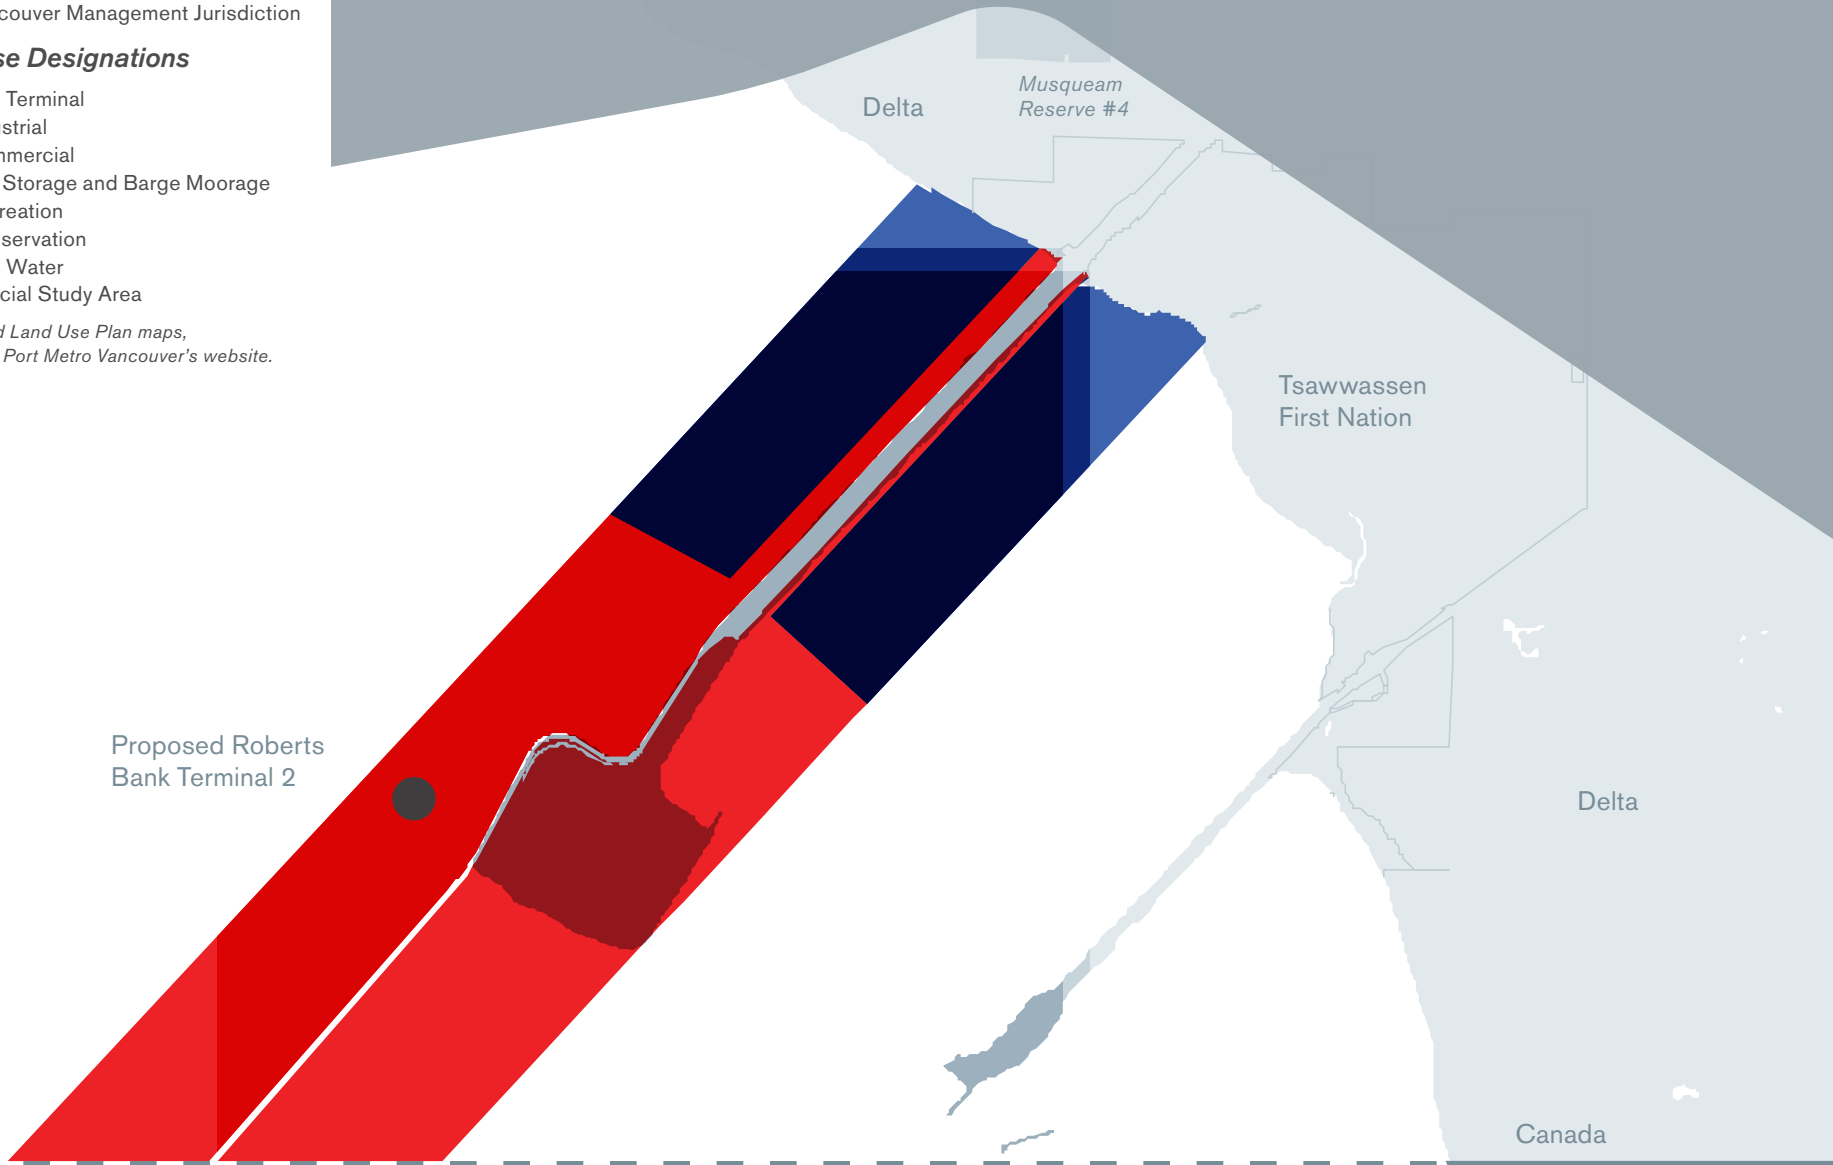 couver Management Jurisdiction
se Designations
Terminal
ustrial
mmercial
Storage and Barge Moorage
reation
servation
Water
cial Study Area
d Land Use Plan maps,
Port Metro Vancouver's website.
Delta
Musqueam
Reserve #4
Tsawwassen
First Nation
Proposed Roberts
Bank Terminal 2
Delta
Canada